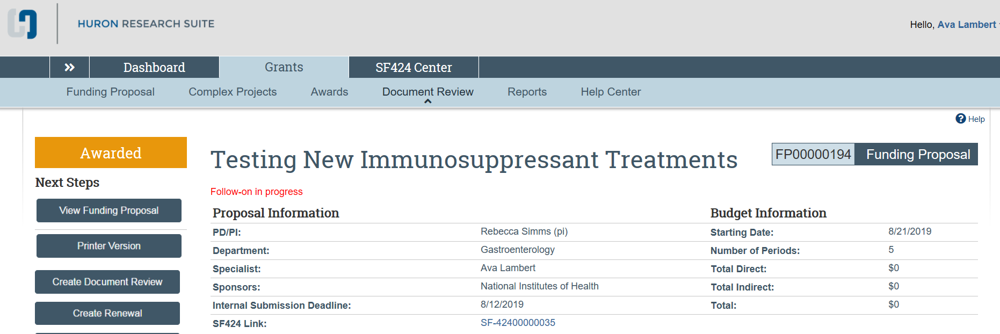 HURON RESEARCH SUITE
Hello, Ava Lambert
Dashboard
Grants
SF424 Center
Funding Proposal
Complex Projects
Awards
Document Review
Reports
Help Center
Help
Awarded
Next Steps
View Funding Proposal
Printer Version
Create Document Review
Create Renewal
Testing New Immunosuppressant Treatments
FP00000194 Funding Proposal
Follow-on in progress
Proposal Information
PD/PI: Rebecca Simms (pi)
Department: Gastroenterology
Specialist: Ava Lambert
Sponsors: National Institutes of Health
Internal Submission Deadline: 8/12/2019
SF424 Link: SF-42400000035
Budget Information
Starting Date: 8/21/2019
Number of Periods: 5
Total Direct: $0
Total Indirect: $0
Total: $0